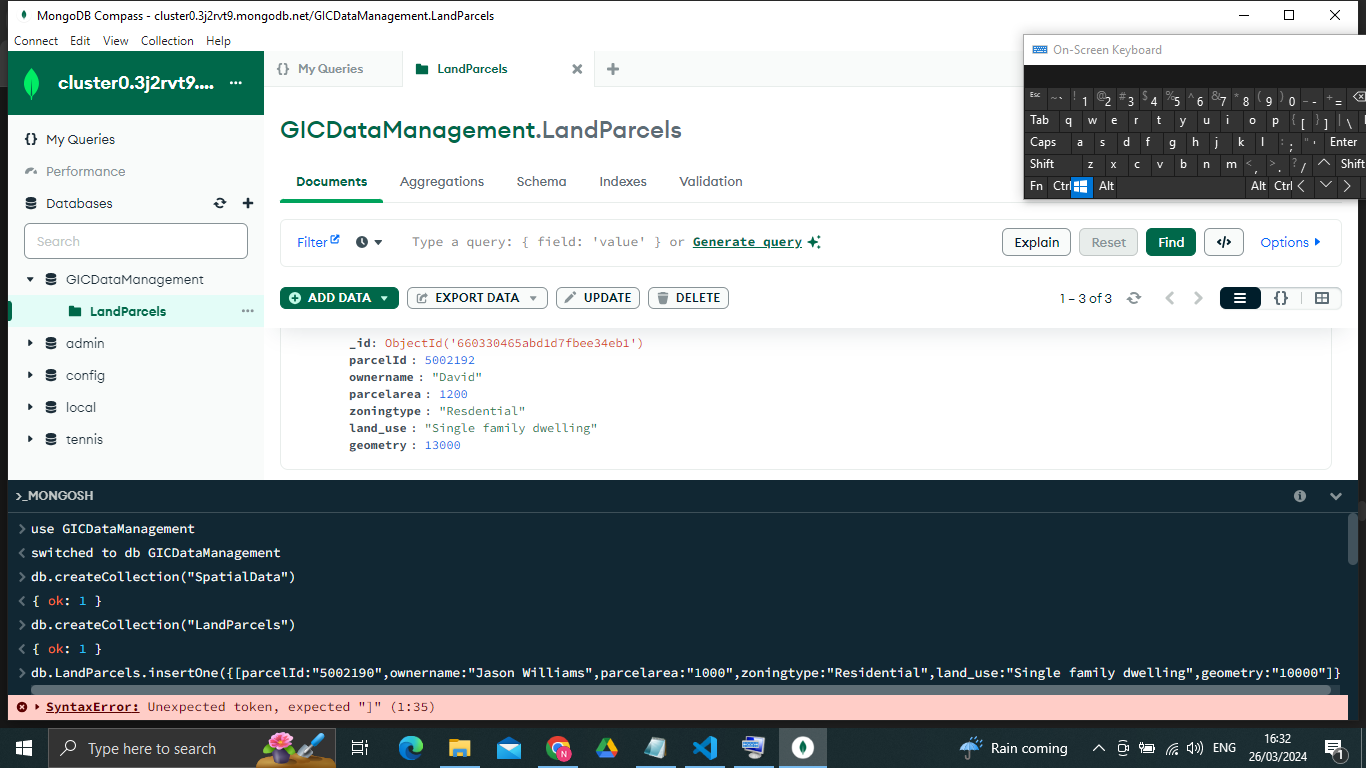 MongoDB Compass - cluster0.3j2rvt9.mongodb.net/GICDataManagement.LandParcels
Connect Edit View Collection Help
cluster0.3j2rvt9.... ...
{} My Queries
LandParcels
On-Screen Keyboard
Esc ~ ` ! 1 @ 2 # 3 $ 4 % 5 ^ 6 & 7 * 8 ( 9 ) 0 _ - + =
Tab q w e r t y u i o p { [ } ] | \
Caps a s d f g h j k l : ; " ' Enter
Shift z x c v b n m < , > . ? / Shift
Fn Ctrl Alt Alt Ctrl
{} My Queries
Performance
Databases
Search
GICDataManagement
LandParcels ...
admin
config
local
tennis
GICDataManagement.LandParcels
Documents Aggregations Schema Indexes Validation
Filter Type a query: { field: 'value' } or Generate query Explain Reset Find </> Options
ADD DATA EXPORT DATA UPDATE DELETE 1 – 3 of 3 {}
_id: ObjectId('660330465abd1d7fbee34eb1')
parcelId : 5002192
ownername : "David"
parcelarea : 1200
zoningtype : "Resdential"
land_use : "Single family dwelling"
geometry : 13000
>_MONGOSH
> use GICDataManagement
< switched to db GICDataManagement
> db.createCollection("SpatialData")
< { ok: 1 }
> db.createCollection("LandParcels")
< { ok: 1 }
> db.LandParcels.insertOne({[parcelId:"5002190",ownername:"Jason Williams",parcelarea:"1000",zoningtype:"Residential",land_use:"Single family dwelling",geometry:"10000"]}
SyntaxError: Unexpected token, expected "]" (1:35)
Type here to search
N
Rain coming
ENG
16:32
26/03/2024
1